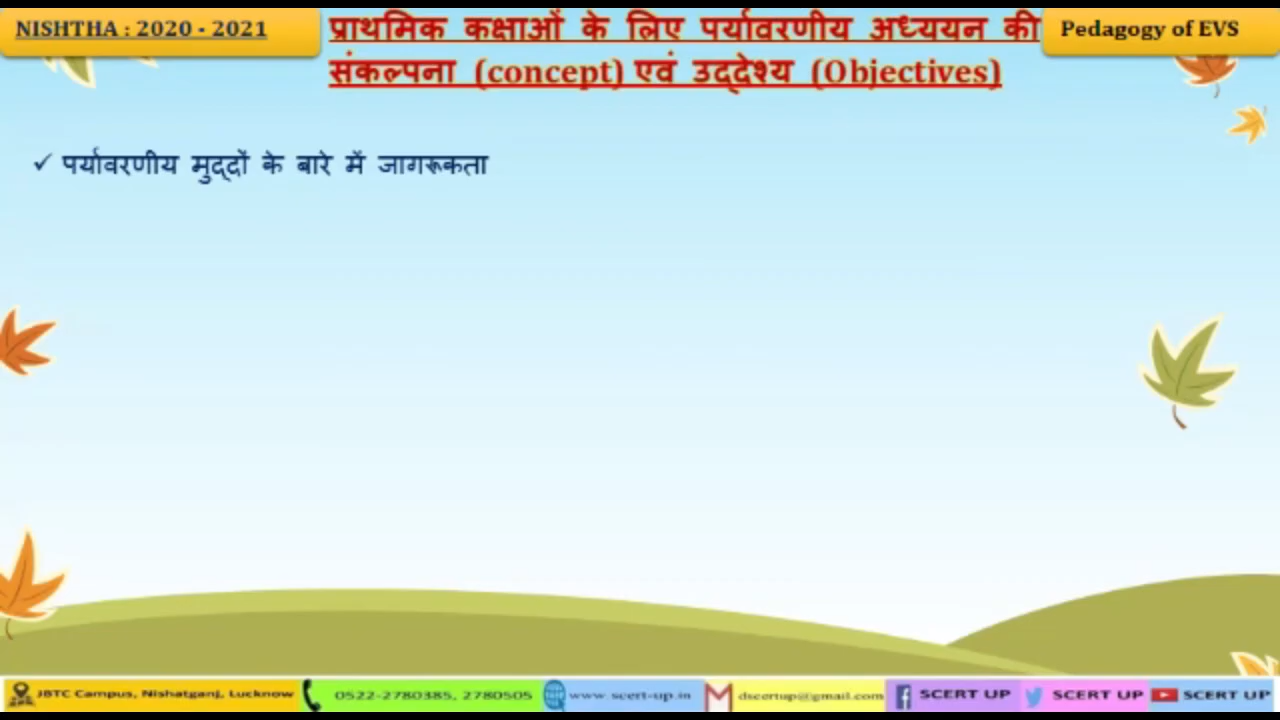 NISHTHA : 2020 - 2021
प्राथमिक कक्षाओं के लिए पर्यावरणीय अध्ययन की
संकल्पना (concept) एवं उद्देश्य (Objectives)
Pedagogy of EVS
✓ पर्यावरणीय मुद्दों के बारे में जागरूकता
JBTC Campus, Nishatganj, Lucknow
0522-2780385, 2780505
www.scert-up.in
dscertup@gmail.com
SCERT UP
SCERT UP
SCERT UP